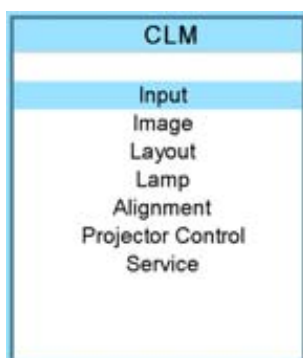 CLM
Input
Image
Layout
Lamp
Alignment
Projector Control
Service